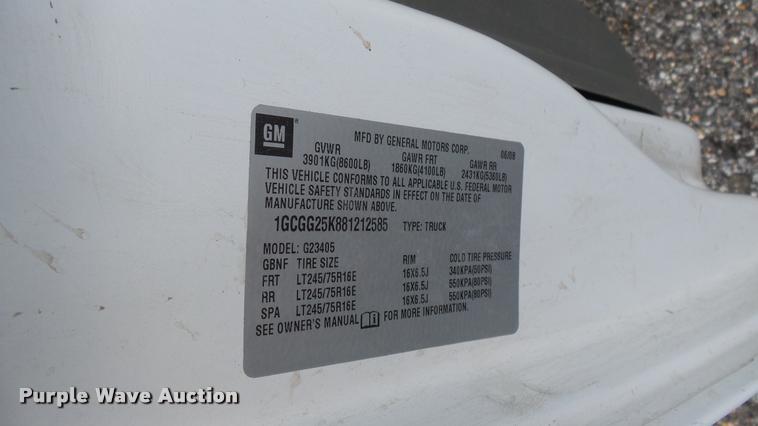 GM ®
MFD BY GENERAL MOTORS CORP. 06/08
GVWR GAWR FRT GAWR RR
3901KG(8600LB) 1860KG(4100LB) 2431KG(5360LB)
THIS VEHICLE CONFORMS TO ALL APPLICABLE U.S. FEDERAL MOTOR
VEHICLE SAFETY STANDARDS IN EFFECT ON THE DATE OF
MANUFACTURE SHOWN ABOVE.
1GCGG25K881212585 TYPE: TRUCK
MODEL: G23405
GBNF TIRE SIZE RIM COLD TIRE PRESSURE
FRT LT245/75R16E 16X6.5J 340KPA(50PSI)
RR LT245/75R16E 16X6.5J 550KPA(80PSI)
SPA LT245/75R16E 16X6.5J 550KPA(80PSI)
SEE OWNER'S MANUAL FOR MORE INFORMATION.
Purple Wave Auction